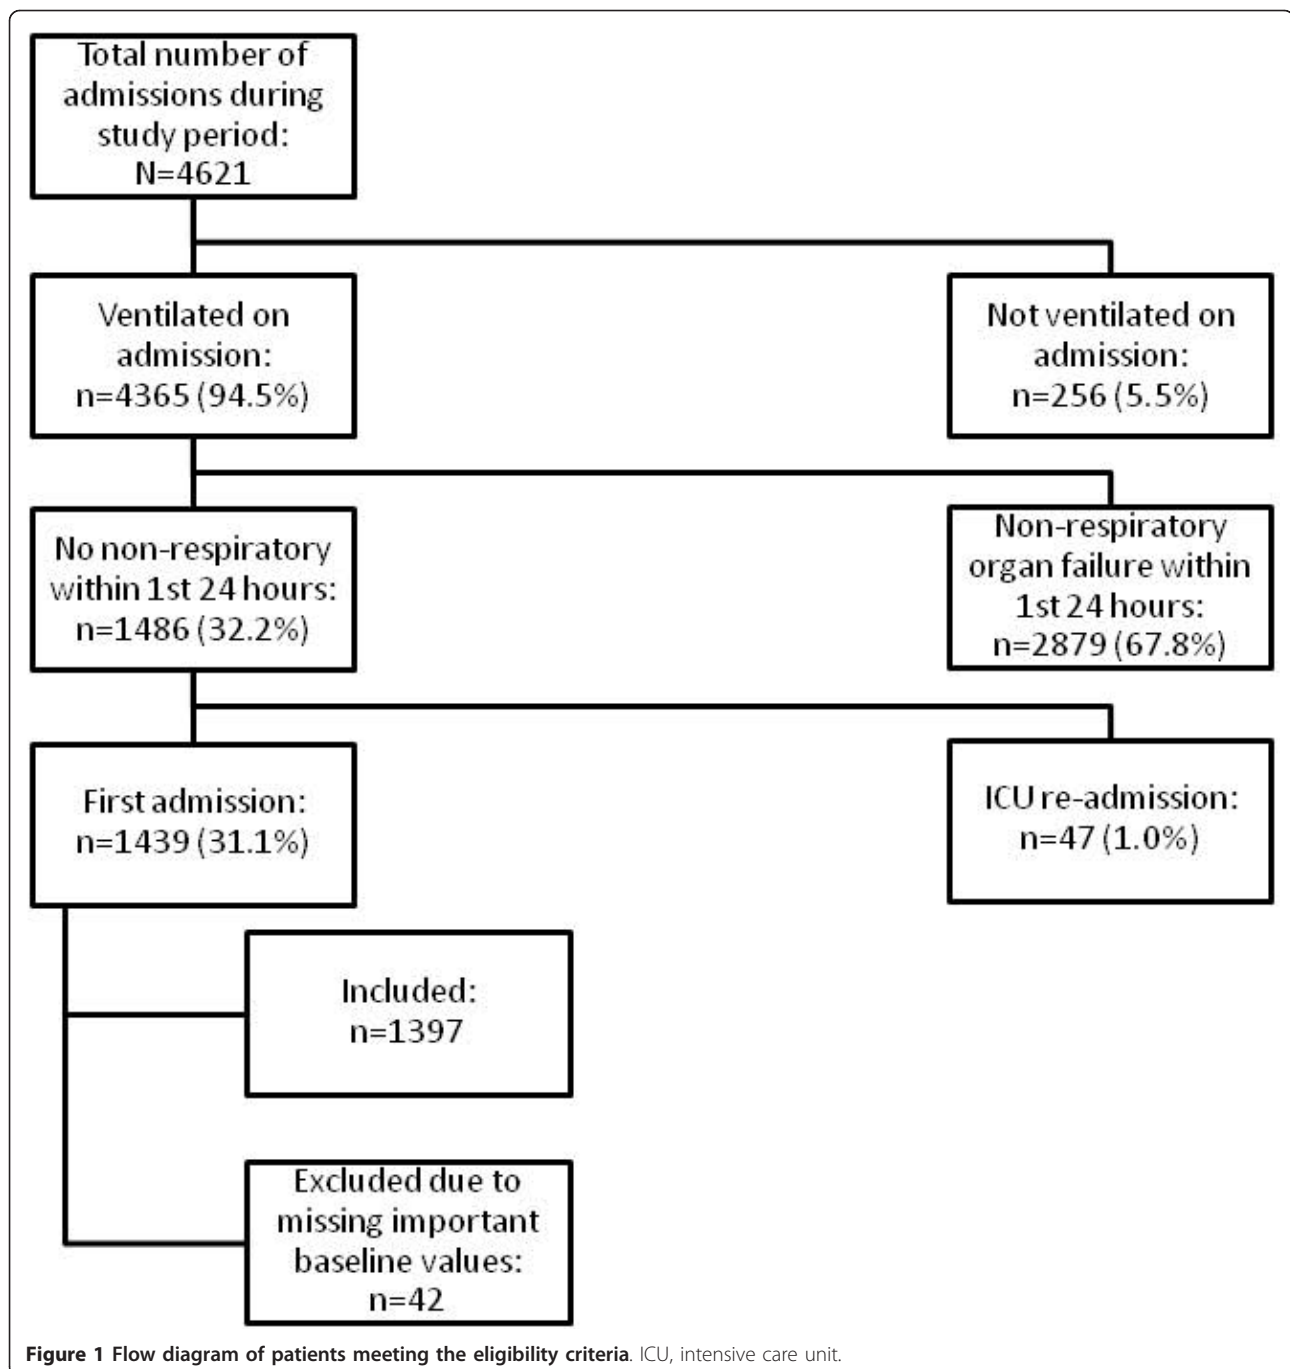 Total number of
admissions during
study period:
N=4621
Ventilated on
admission:
n=4365 (94.5%)
Not ventilated on
admission:
n=256 (5.5%)
No non-respiratory
within 1st 24 hours:
n=1486 (32.2%)
Non-respiratory
organ failure within
1st 24 hours:
n=2879 (67.8%)
First admission:
n=1439 (31.1%)
ICU re-admission:
n=47 (1.0%)
Included:
n=1397
Excluded due to
missing important
baseline values:
n=42
Figure 1 Flow diagram of patients meeting the eligibility criteria. ICU, intensive care unit.